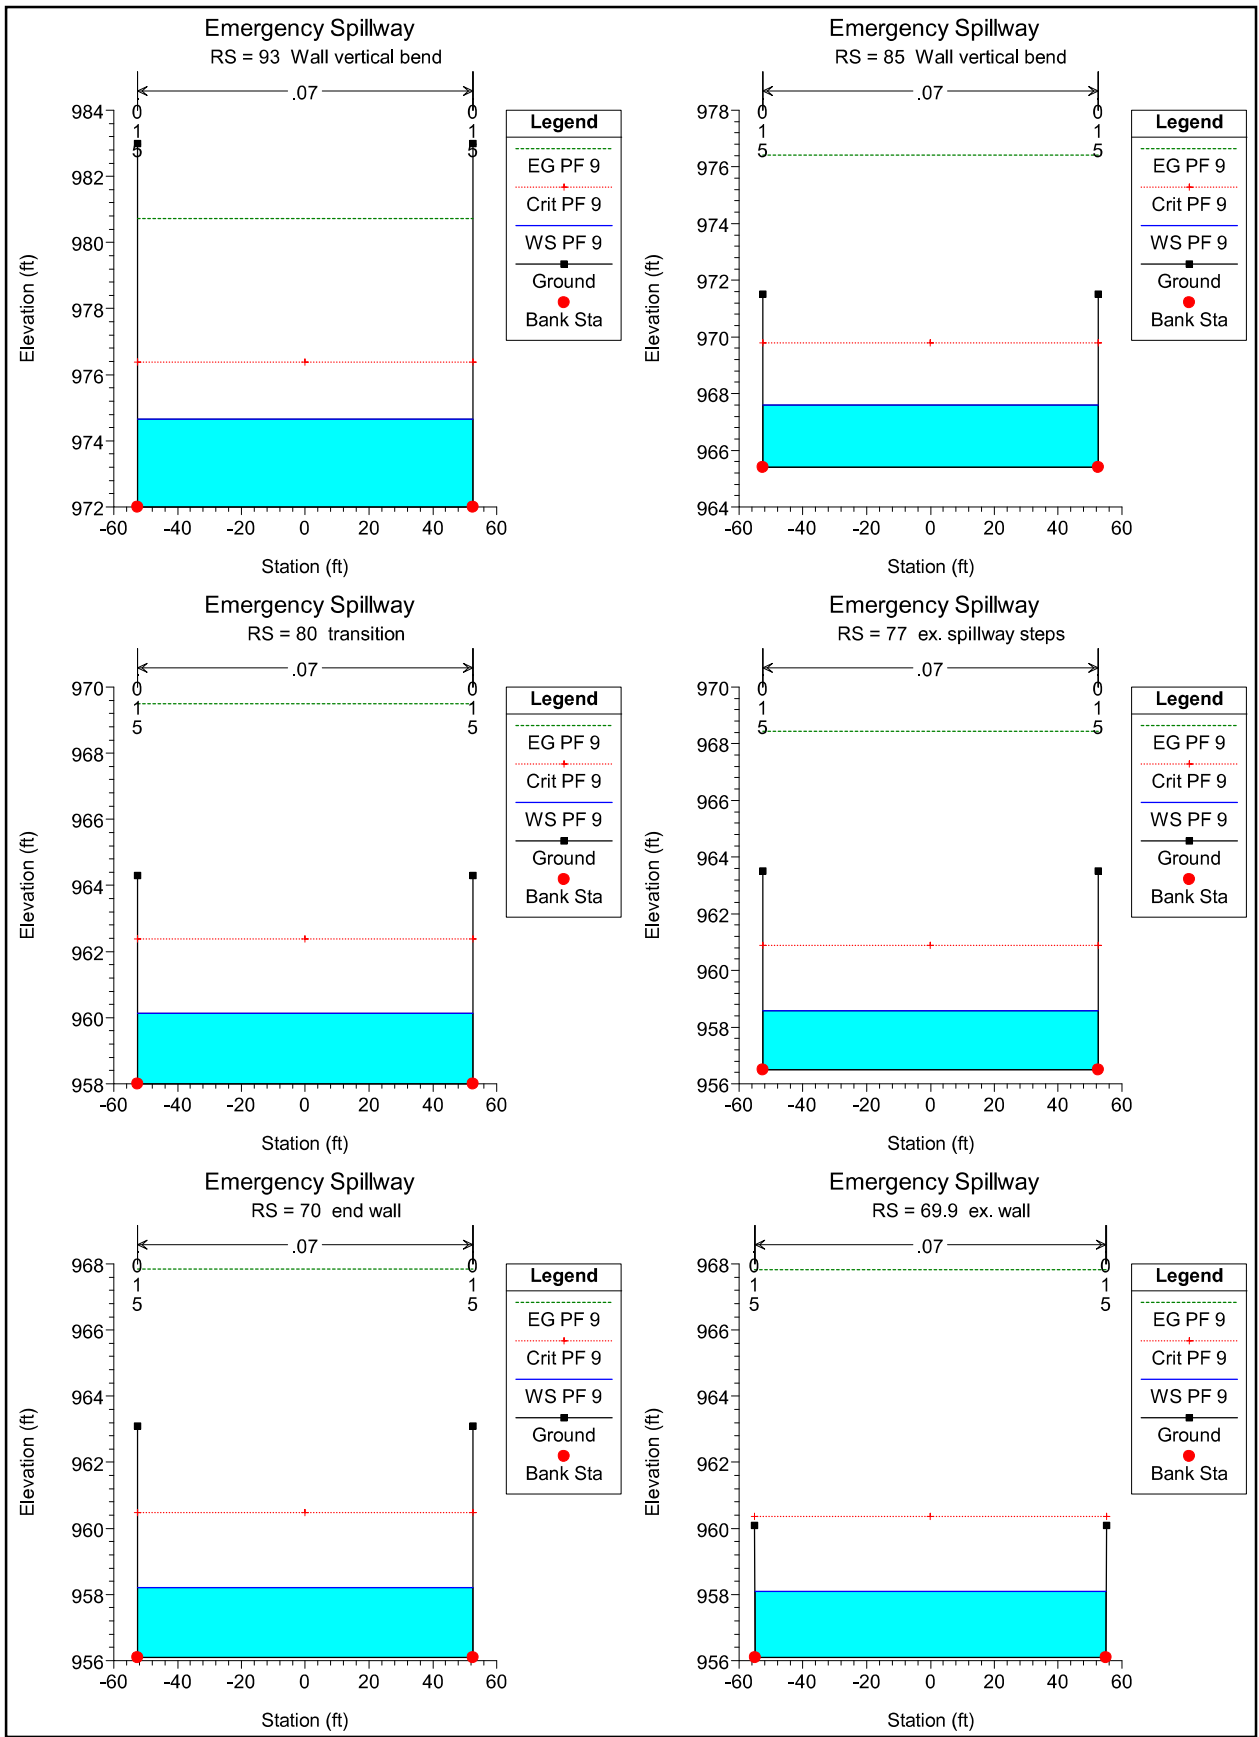 Emergency Spillway
RS = 93 Wall vertical bend
.07
0
1
5
0
1
5
984
982
980
978
976
974
972
-60 -40 -20 0 20 40 60
Elevation (ft)
Station (ft)
Legend
EG PF 9
Crit PF 9
WS PF 9
Ground
Bank Sta
Emergency Spillway
RS = 85 Wall vertical bend
.07
0
1
5
0
1
5
978
976
974
972
970
968
966
964
-60 -40 -20 0 20 40 60
Elevation (ft)
Station (ft)
Legend
EG PF 9
Crit PF 9
WS PF 9
Ground
Bank Sta
Emergency Spillway
RS = 80 transition
.07
0
1
5
0
1
5
970
968
966
964
962
960
958
-60 -40 -20 0 20 40 60
Elevation (ft)
Station (ft)
Legend
EG PF 9
Crit PF 9
WS PF 9
Ground
Bank Sta
Emergency Spillway
RS = 77 ex. spillway steps
.07
0
1
5
0
1
5
970
968
966
964
962
960
958
956
-60 -40 -20 0 20 40 60
Elevation (ft)
Station (ft)
Legend
EG PF 9
Crit PF 9
WS PF 9
Ground
Bank Sta
Emergency Spillway
RS = 70 end wall
.07
0
1
5
0
1
5
968
966
964
962
960
958
956
-60 -40 -20 0 20 40 60
Elevation (ft)
Station (ft)
Legend
EG PF 9
Crit PF 9
WS PF 9
Ground
Bank Sta
Emergency Spillway
RS = 69.9 ex. wall
.07
0
1
5
0
1
5
968
966
964
962
960
958
956
-60 -40 -20 0 20 40 60
Elevation (ft)
Station (ft)
Legend
EG PF 9
Crit PF 9
WS PF 9
Ground
Bank Sta